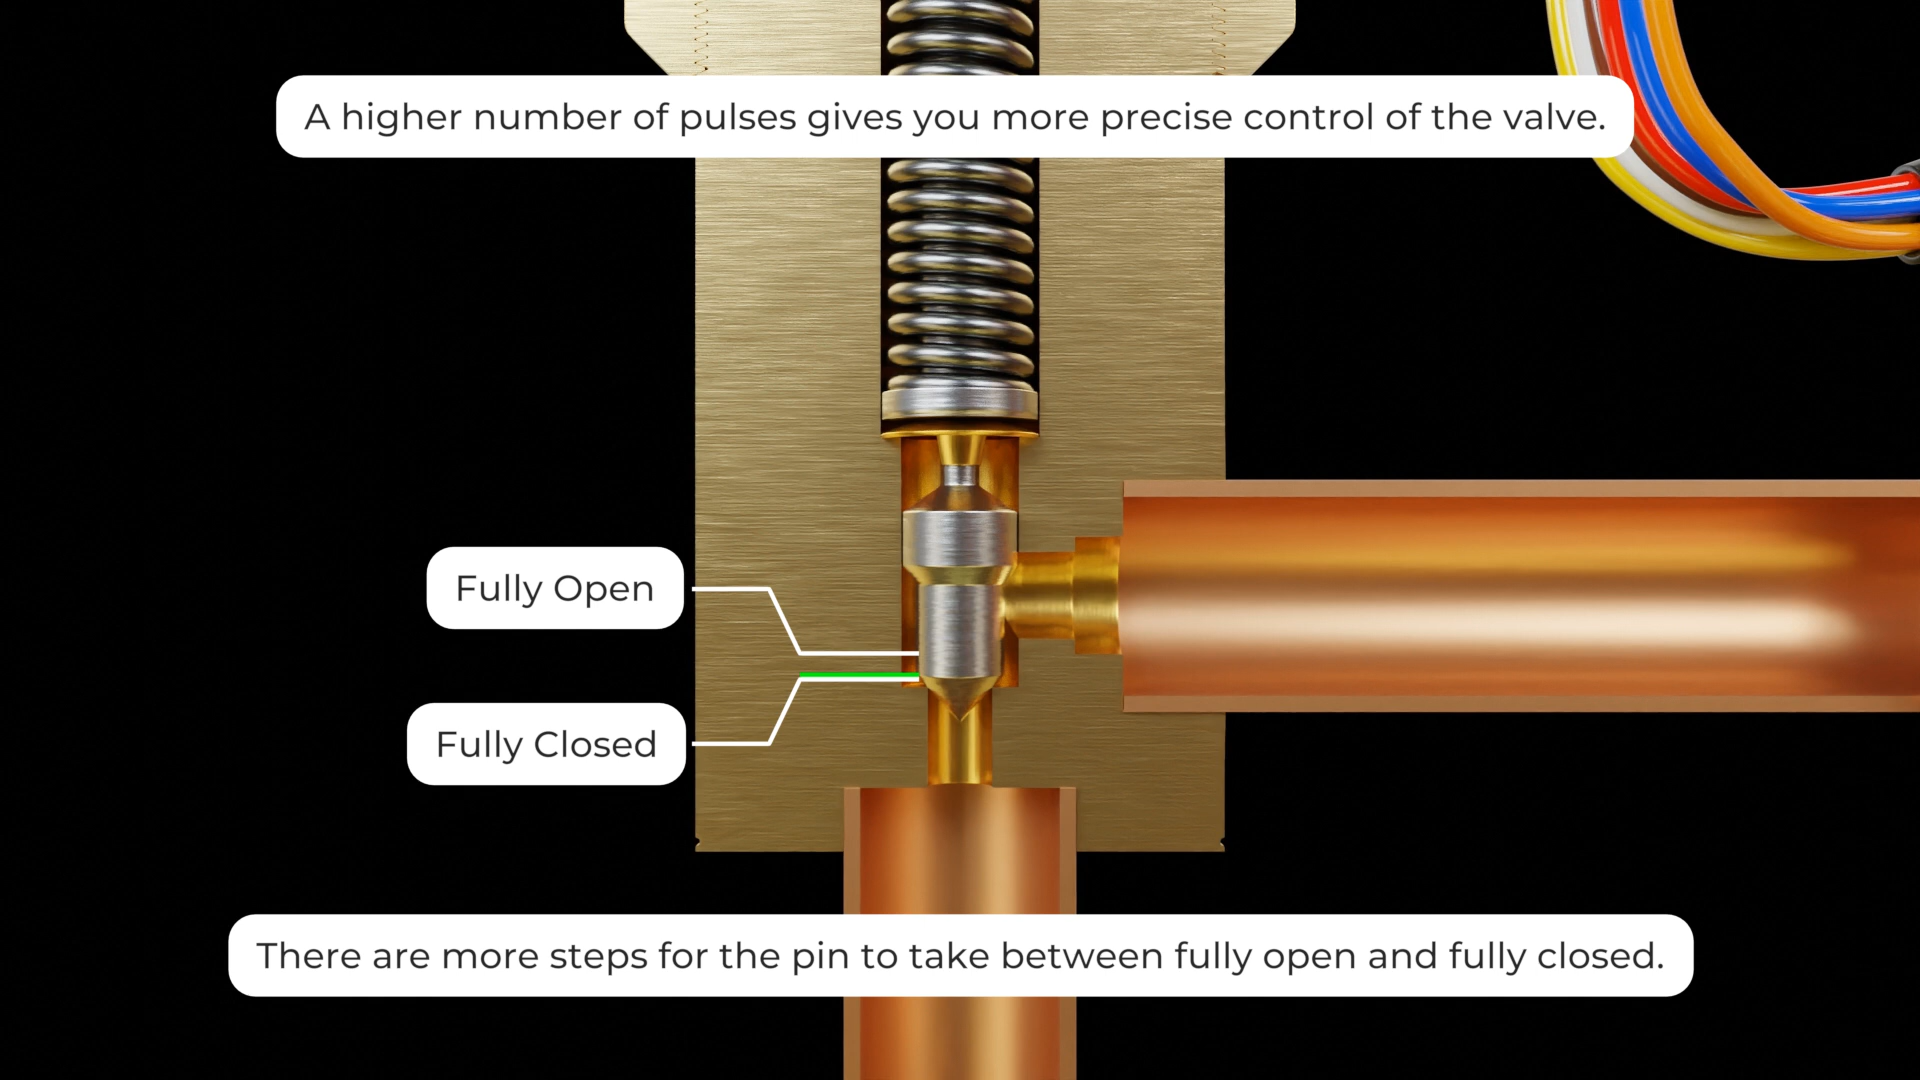 A higher number of pulses gives you more precise control of the valve.
Fully Open
Fully Closed
There are more steps for the pin to take between fully open and fully closed.